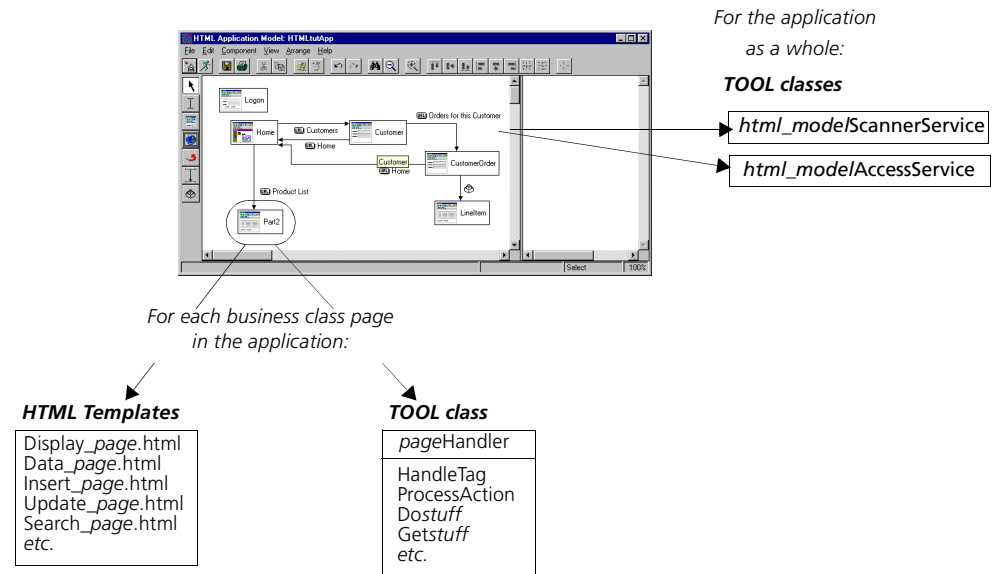 For the application
as a whole:
TOOL classes
html_modelScannerService
html_modelAccessService
HTML Application Model: HTMLtutApp
File Edit Component View Arrange Help
Logon
Home
Customers
Customer
Orders for this Customer
Home
Customer
Home
CustomerOrder
Product List
Part2
LineItem
Select 100%
For each business class page
in the application:
HTML Templates
Display_page.html
Data_page.html
Insert_page.html
Update_page.html
Search_page.html
etc.
TOOL class
pageHandler
HandleTag
ProcessAction
Dostuff
Getstuff
etc.